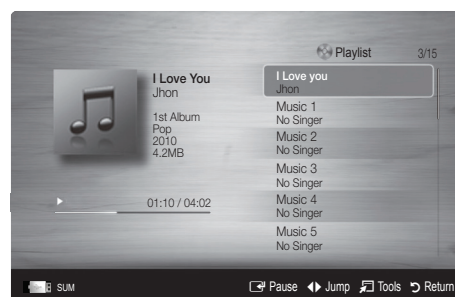 Playlist 3/15
I Love You
Jhon
1st Album
Pop
2010
4.2MB
01:10 / 04:02
I Love you
Jhon
Music 1
No Singer
Music 2
No Singer
Music 3
No Singer
Music 4
No Singer
Music 5
No Singer
SUM Pause Jump Tools Return